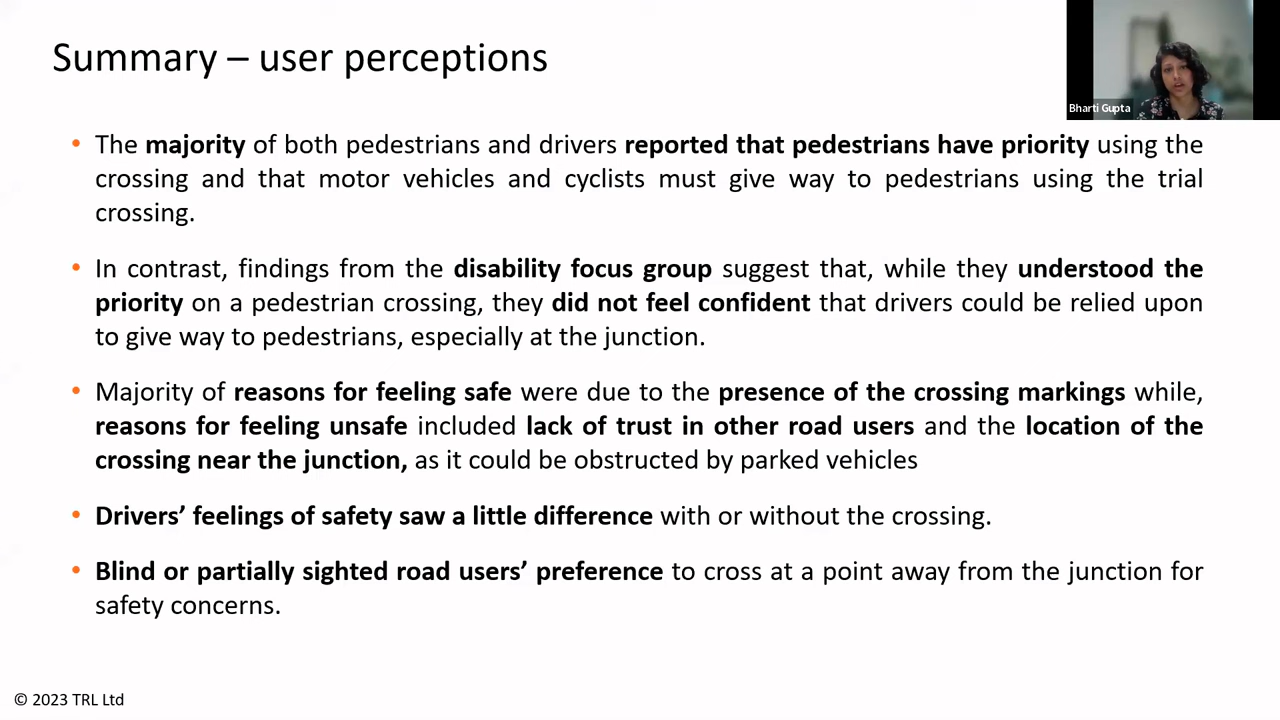 Summary – user perceptions
Bharti Gupta
• The majority of both pedestrians and drivers reported that pedestrians have priority using the
crossing and that motor vehicles and cyclists must give way to pedestrians using the trial
crossing.
• In contrast, findings from the disability focus group suggest that, while they understood the
priority on a pedestrian crossing, they did not feel confident that drivers could be relied upon
to give way to pedestrians, especially at the junction.
• Majority of reasons for feeling safe were due to the presence of the crossing markings while,
reasons for feeling unsafe included lack of trust in other road users and the location of the
crossing near the junction, as it could be obstructed by parked vehicles
• Drivers’ feelings of safety saw a little difference with or without the crossing.
• Blind or partially sighted road users’ preference to cross at a point away from the junction for
safety concerns.
© 2023 TRL Ltd